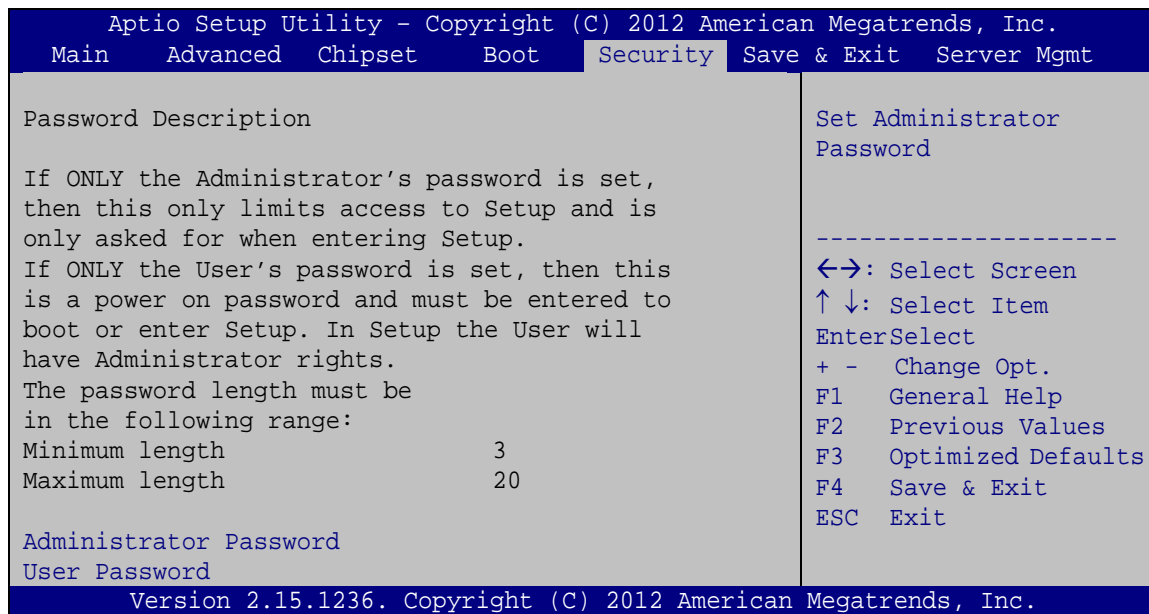 Aptio Setup Utility – Copyright (C) 2012 American Megatrends, Inc.
Main Advanced Chipset Boot Security Save & Exit Server Mgmt
Password Description
If ONLY the Administrator’s password is set,
then this only limits access to Setup and is
only asked for when entering Setup.
If ONLY the User’s password is set, then this
is a power on password and must be entered to
boot or enter Setup. In Setup the User will
have Administrator rights.
The password length must be
in the following range:
Minimum length 3
Maximum length 20
Administrator Password
User Password
Set Administrator
Password
---------------------
←→: Select Screen
↑ ↓: Select Item
EnterSelect
+ - Change Opt.
F1 General Help
F2 Previous Values
F3 Optimized Defaults
F4 Save & Exit
ESC Exit
Version 2.15.1236. Copyright (C) 2012 American Megatrends, Inc.